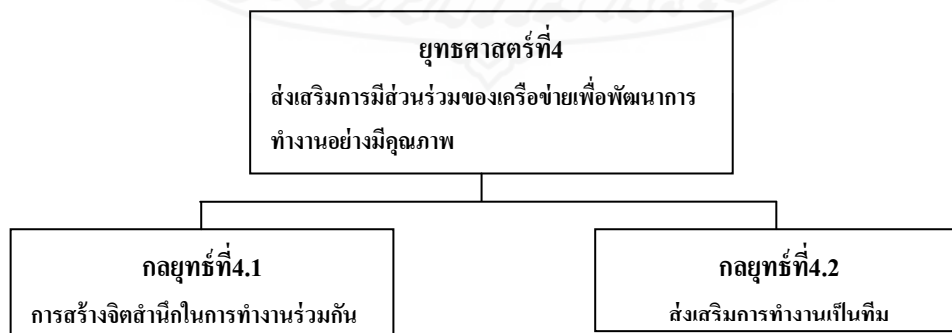 ยุทธศาสตร์ที่4
ส่งเสริมการมีส่วนร่วมของเครือข่ายเพื่อพัฒนาการ
ทำงานอย่างมีคุณภาพ
กลยุทธ์ที่4.1
การสร้างจิตสำนึกในการทำงานร่วมกัน
กลยุทธ์ที่4.2
ส่งเสริมการทำงานเป็นทีม